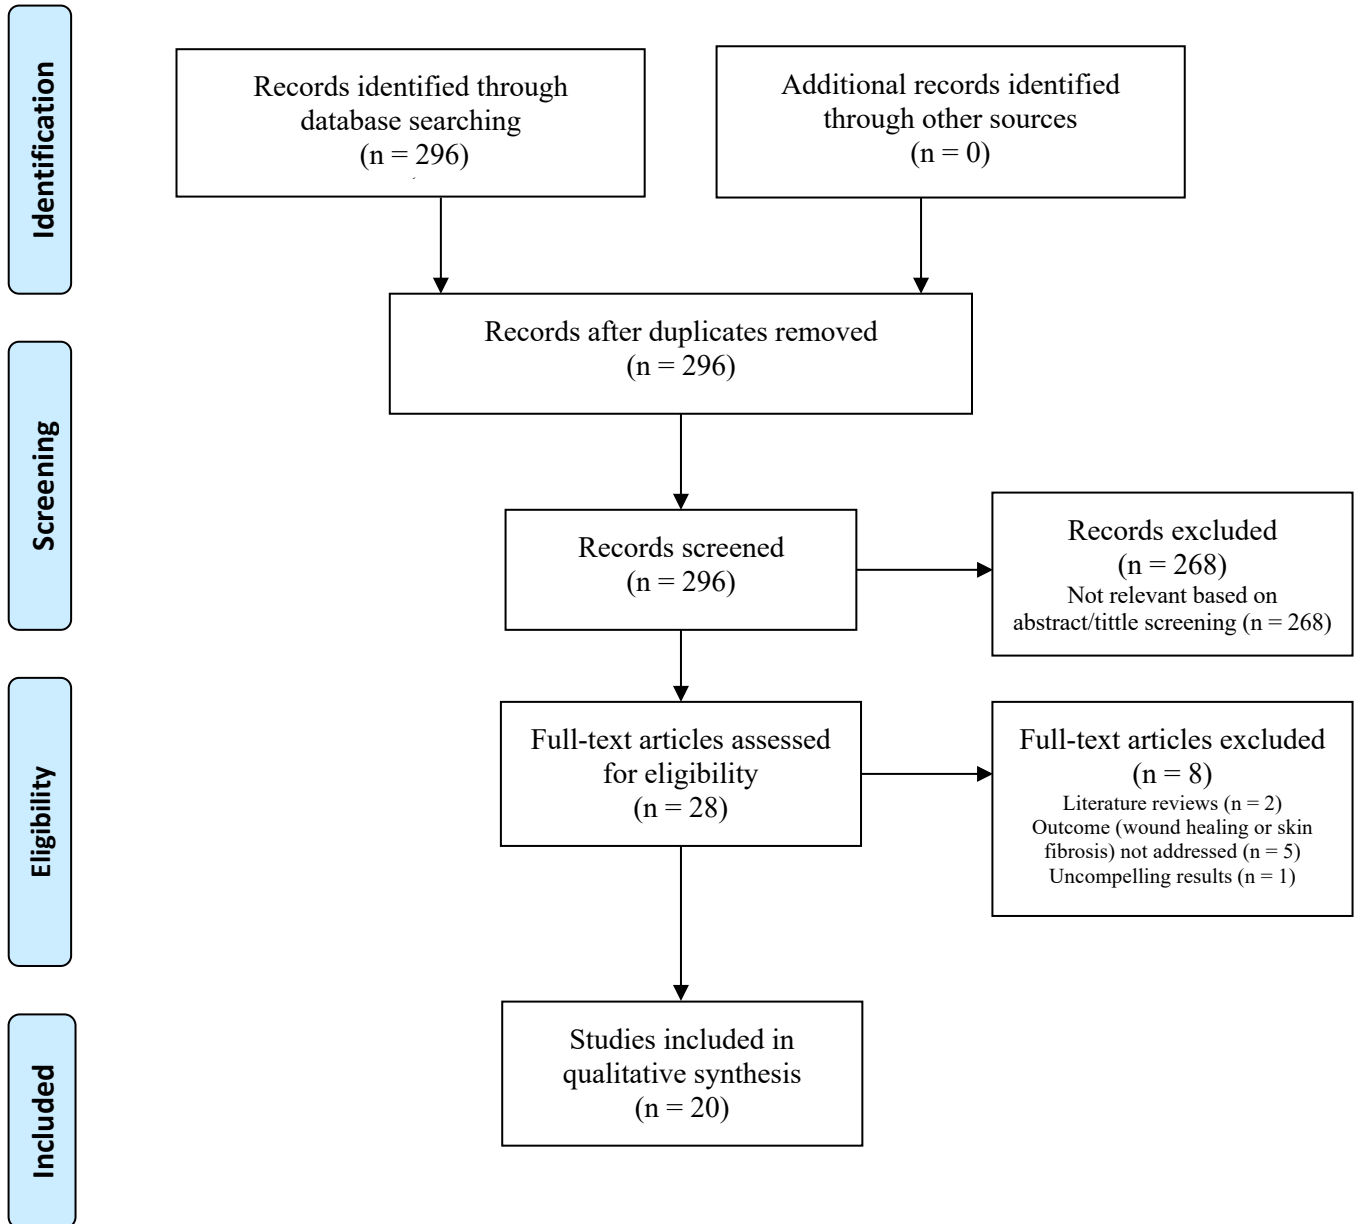 Identification
Records identified through
database searching
(n = 296)
Additional records identified
through other sources
(n = 0)
Records after duplicates removed
(n = 296)
Screening
Records screened
(n = 296)
Records excluded
(n = 268)
Not relevant based on
abstract/tittle screening (n = 268)
Eligibility
Full-text articles assessed
for eligibility
(n = 28)
Full-text articles excluded
(n = 8)
Literature reviews (n = 2)
Outcome (wound healing or skin
fibrosis) not addressed (n = 5)
Uncompelling results (n = 1)
Included
Studies included in
qualitative synthesis
(n = 20)